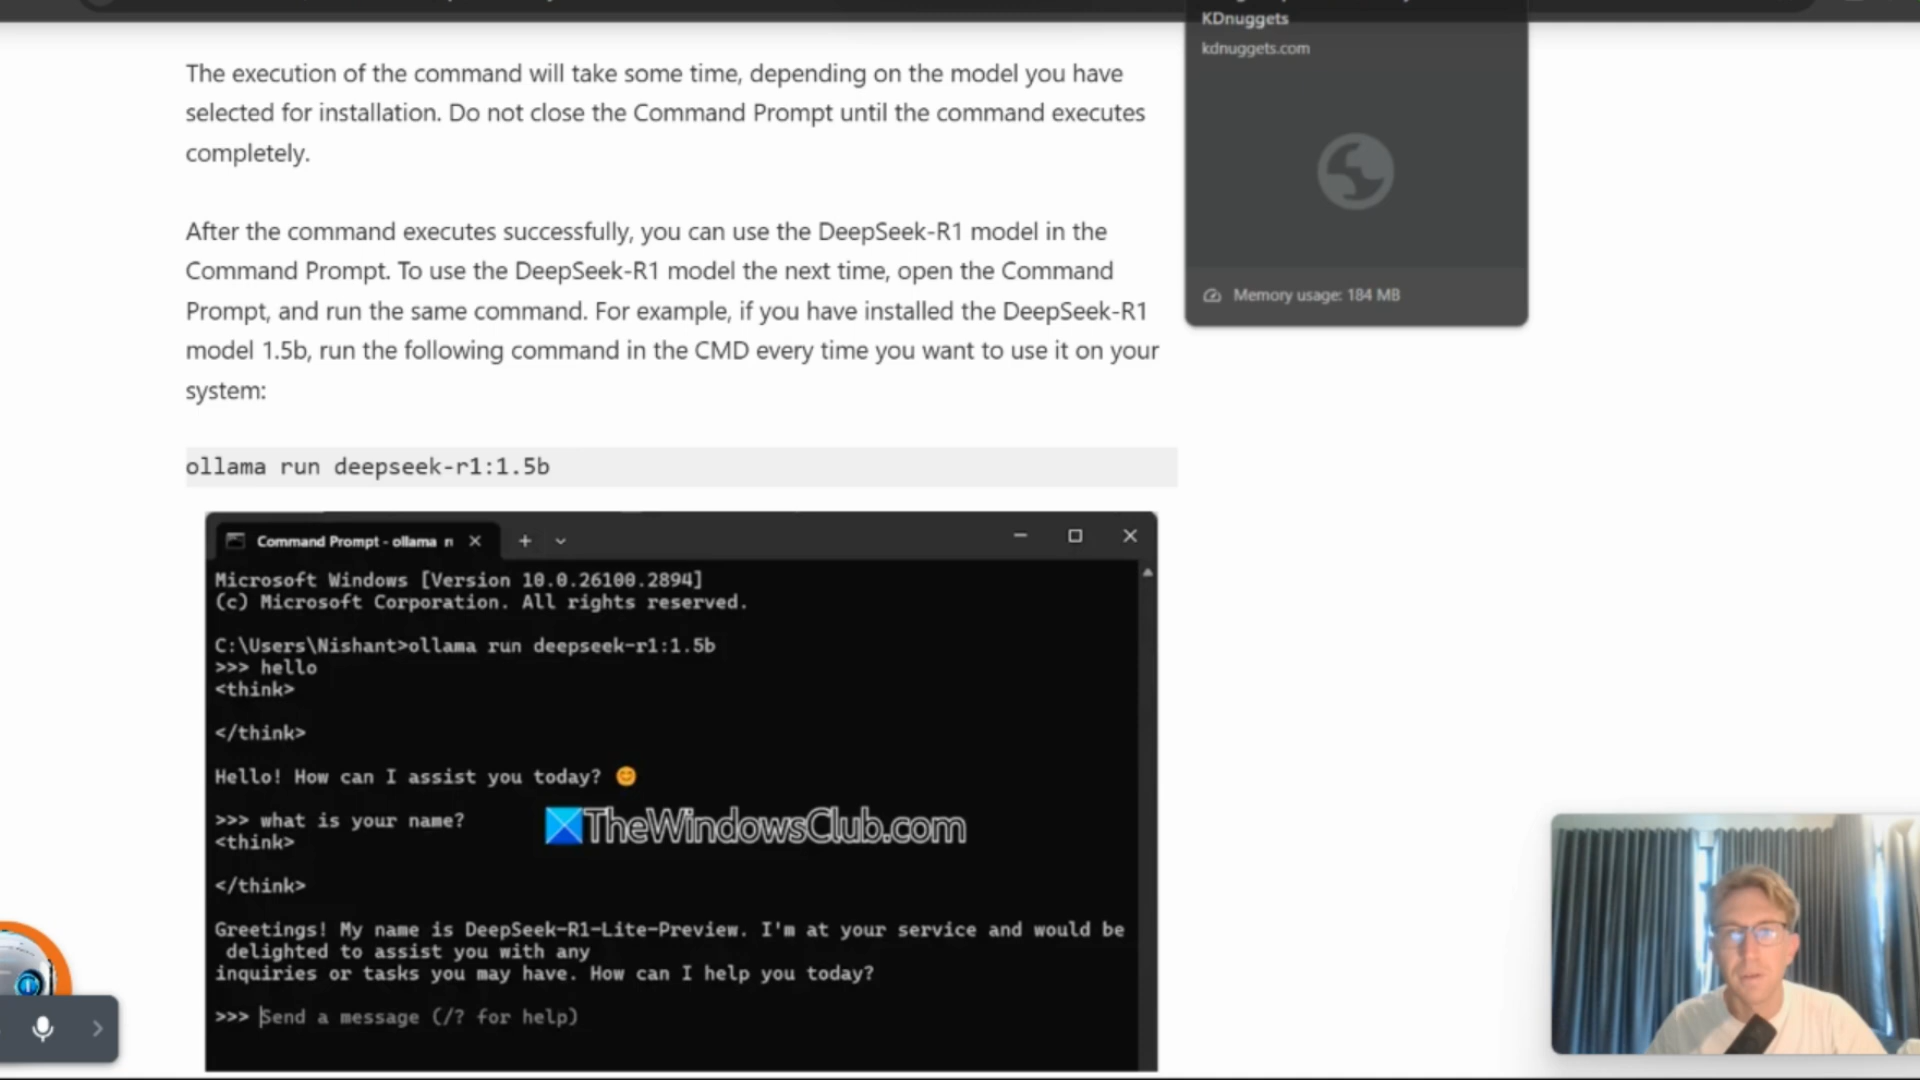 KDnuggets
kdnuggets.com
Memory usage: 184 MB
The execution of the command will take some time, depending on the model you have
selected for installation. Do not close the Command Prompt until the command executes
completely.
After the command executes successfully, you can use the DeepSeek-R1 model in the
Command Prompt. To use the DeepSeek-R1 model the next time, open the Command
Prompt, and run the same command. For example, if you have installed the DeepSeek-R1
model 1.5b, run the following command in the CMD every time you want to use it on your
system:
ollama run deepseek-r1:1.5b
Command Prompt - ollama r
Microsoft Windows [Version 10.0.26100.2894]
(c) Microsoft Corporation. All rights reserved.
C:\Users\Nishant>ollama run deepseek-r1:1.5b
>>> hello
<think>
</think>
Hello! How can I assist you today? 😊
>>> what is your name?
<think>
</think>
TheWindowsClub.com
Greetings! My name is DeepSeek-R1-Lite-Preview. I'm at your service and would be
delighted to assist you with any
inquiries or tasks you may have. How can I help you today?
>>> Send a message (/? for help)